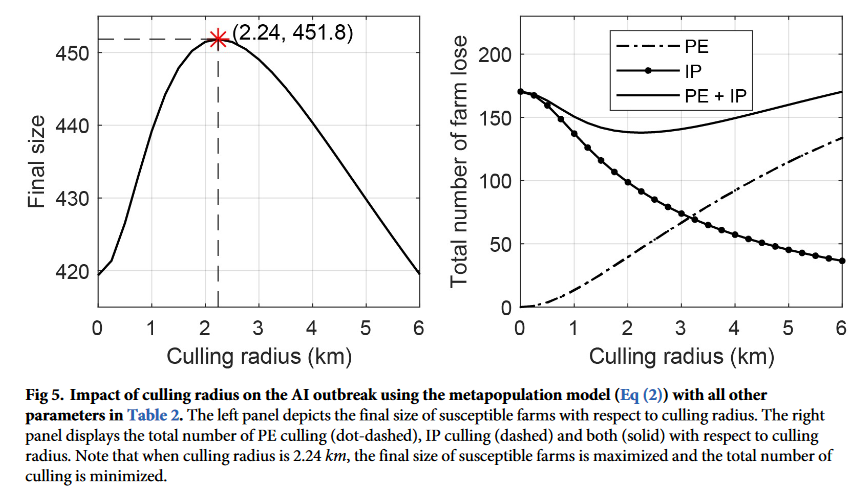 (2.24, 451.8)
450
440
430
420
Final size
0 1 2 3 4 5 6
Culling radius (km)
PE
IP
PE + IP
200
150
100
50
0
Total number of farm lose
0 1 2 3 4 5 6
Culling radius (km)
Fig 5. Impact of culling radius on the AI outbreak using the metapopulation model (Eq (2)) with all other
parameters in Table 2. The left panel depicts the final size of susceptible farms with respect to culling radius. The right
panel displays the total number of PE culling (dot-dashed), IP culling (dashed) and both (solid) with respect to culling
radius. Note that when culling radius is 2.24 km, the final size of susceptible farms is maximized and the total number of
culling is minimized.